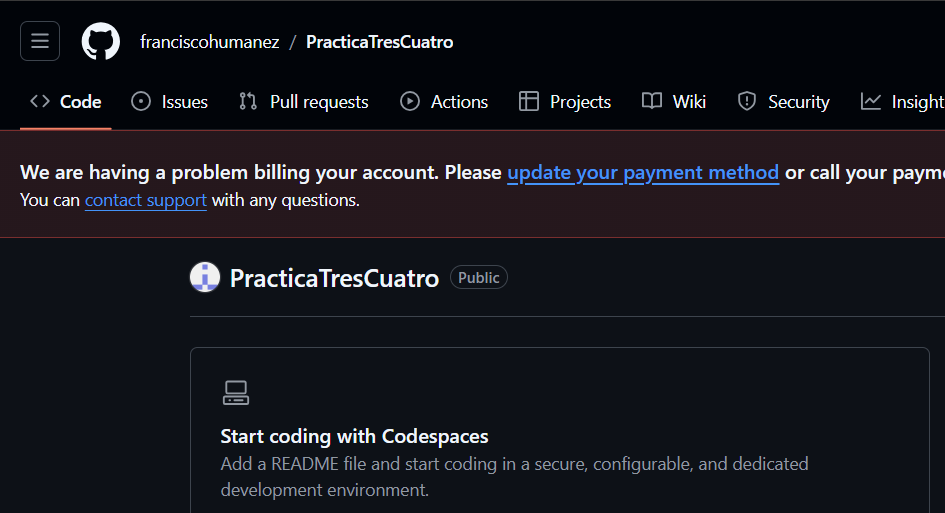 franciscohumanez / PracticaTresCuatro
Code Issues Pull requests Actions Projects Wiki Security Insight
We are having a problem billing your account. Please update your payment method or call your payme
You can contact support with any questions.
PracticaTresCuatro Public
Start coding with Codespaces
Add a README file and start coding in a secure, configurable, and dedicated
development environment.